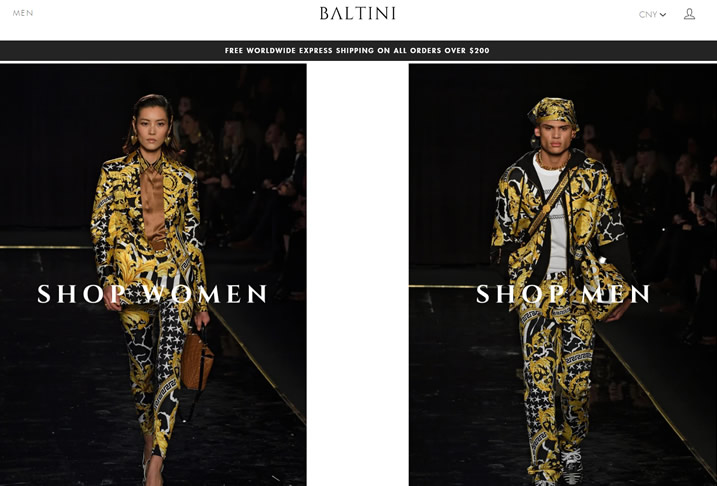 MEN
BALTINI
CNY
FREE WORLDWIDE EXPRESS SHIPPING ON ALL ORDERS OVER $200
SHOP WOMEN
SHOP MEN